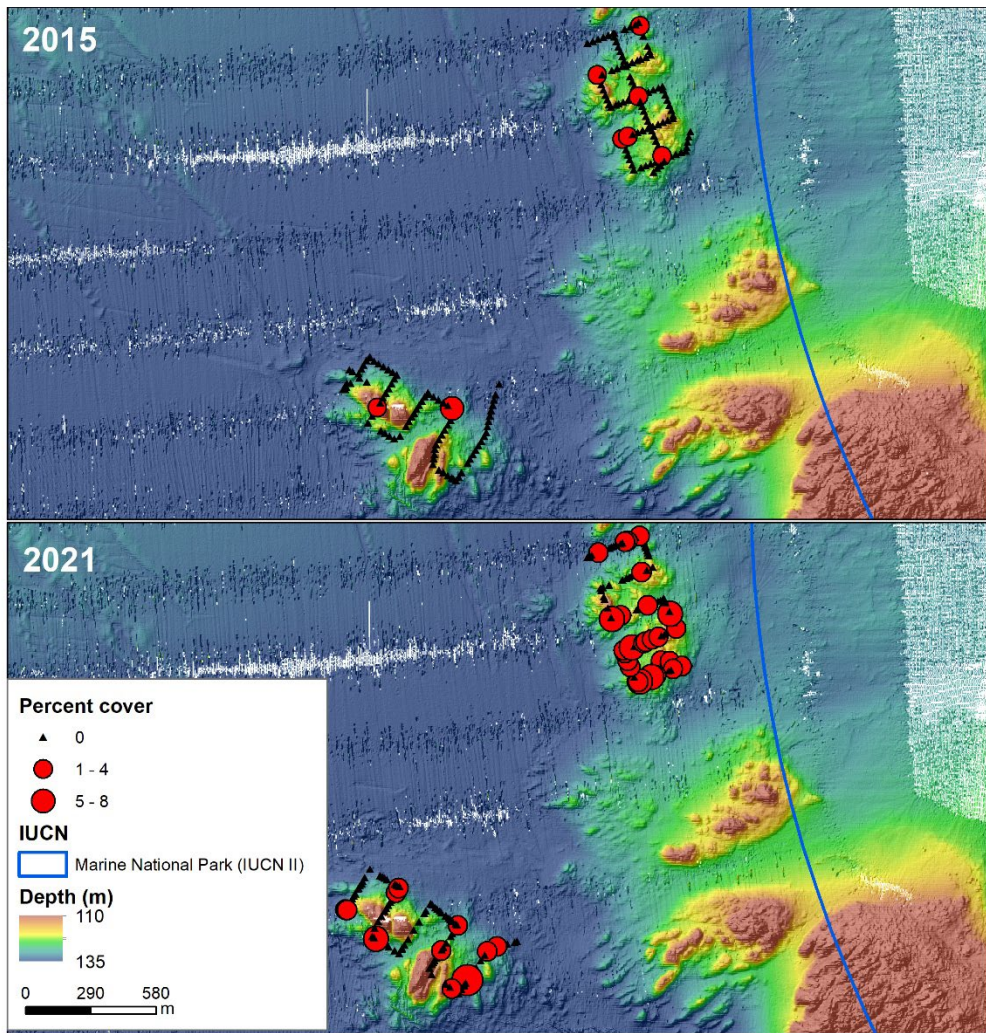 2015
2021
Percent cover
0
1 - 4
5 - 8
IUCN
Marine National Park (IUCN II)
Depth (m)
110
135
0 290 580
m